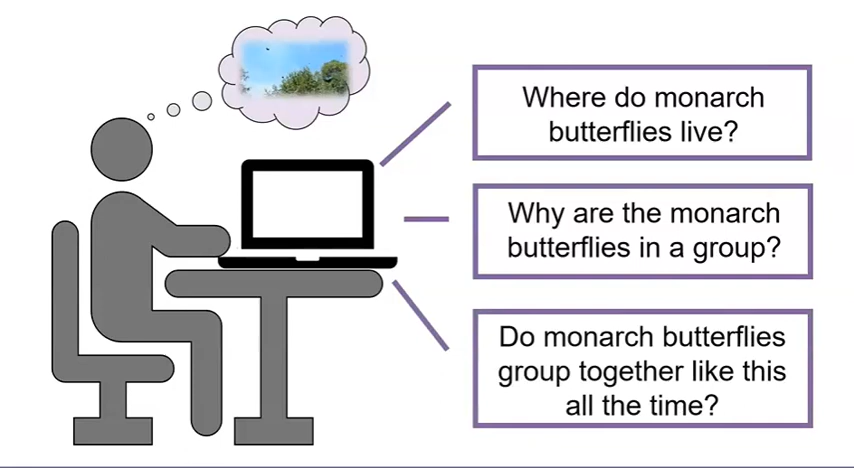 Where do monarch
butterflies live?
Why are the monarch
butterflies in a group?
Do monarch butterflies
group together like this
all the time?